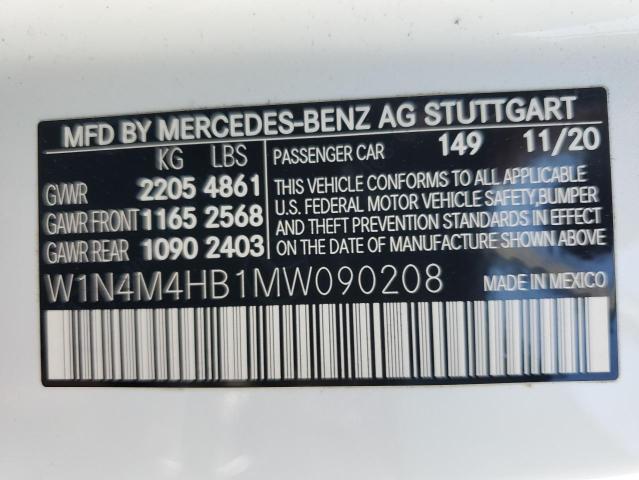 MFD BY MERCEDES-BENZ AG STUTTGART
KG LBS
GVWR 2205 4861
GAWR FRONT 1165 2568
GAWR REAR 1090 2403
PASSENGER CAR 149 11/20
THIS VEHICLE CONFORMS TO ALL APPLICABLE
U.S. FEDERAL MOTOR VEHICLE SAFETY,BUMPER
AND THEFT PREVENTION STANDARDS IN EFFECT
ON THE DATE OF MANUFACTURE SHOWN ABOVE.
W1N4M4HB1MW090208 MADE IN MEXICO